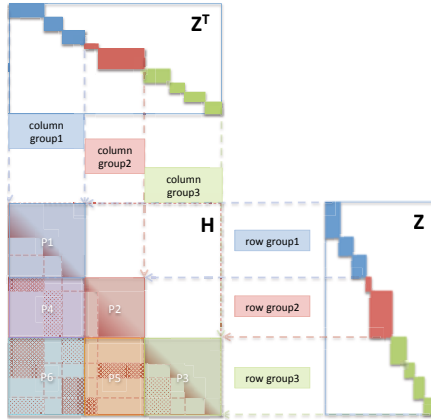 Z^T
column
group1
column
group2
column
group3
H
Z
P1
row group1
P4
P2
row group2
P6
P5
P3
row group3